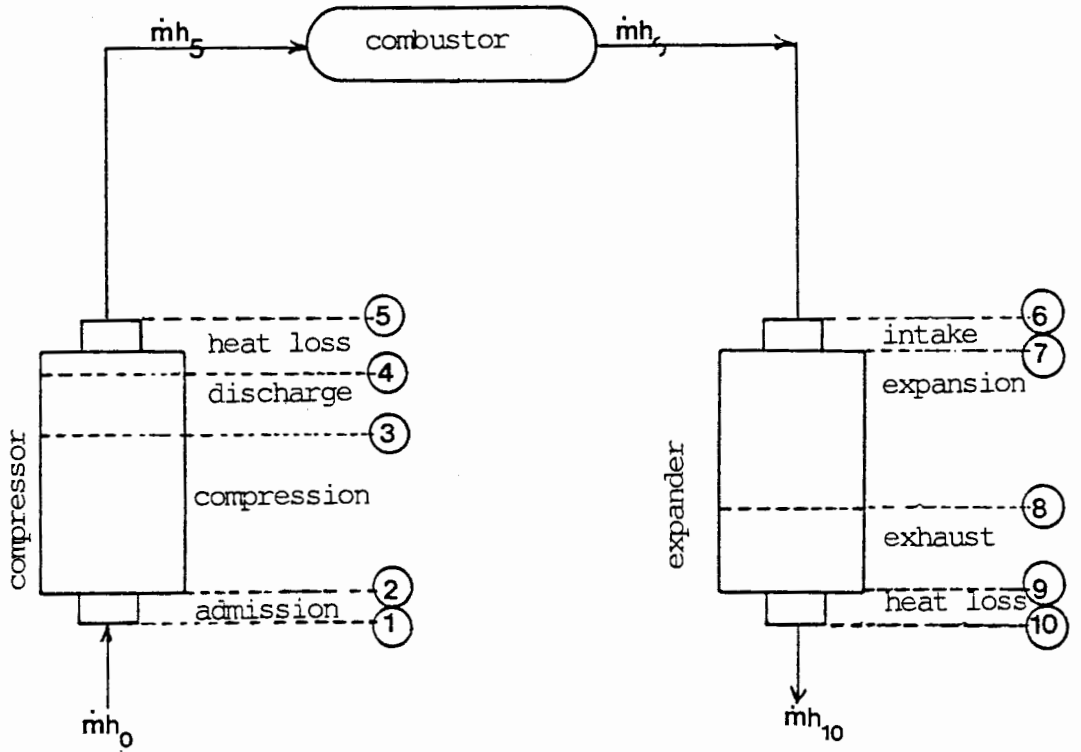 ṁh5
combustor
ṁh
5
heat loss
4
discharge
3
compression
2
admission
1
compressor
ṁh0
6
intake
7
expansion
8
exhaust
9
heat loss
10
expander
ṁh10